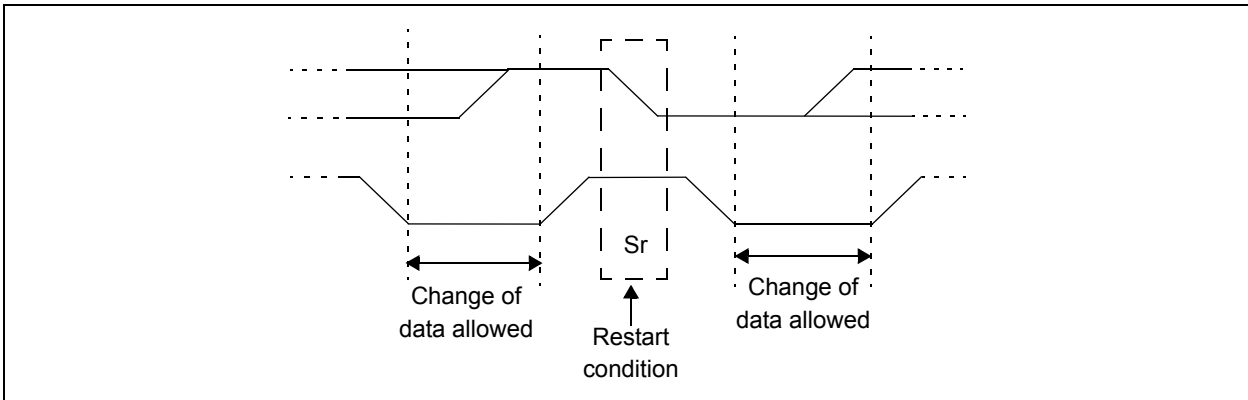 Sr
Change of
data allowed
Restart
condition
Change of
data allowed